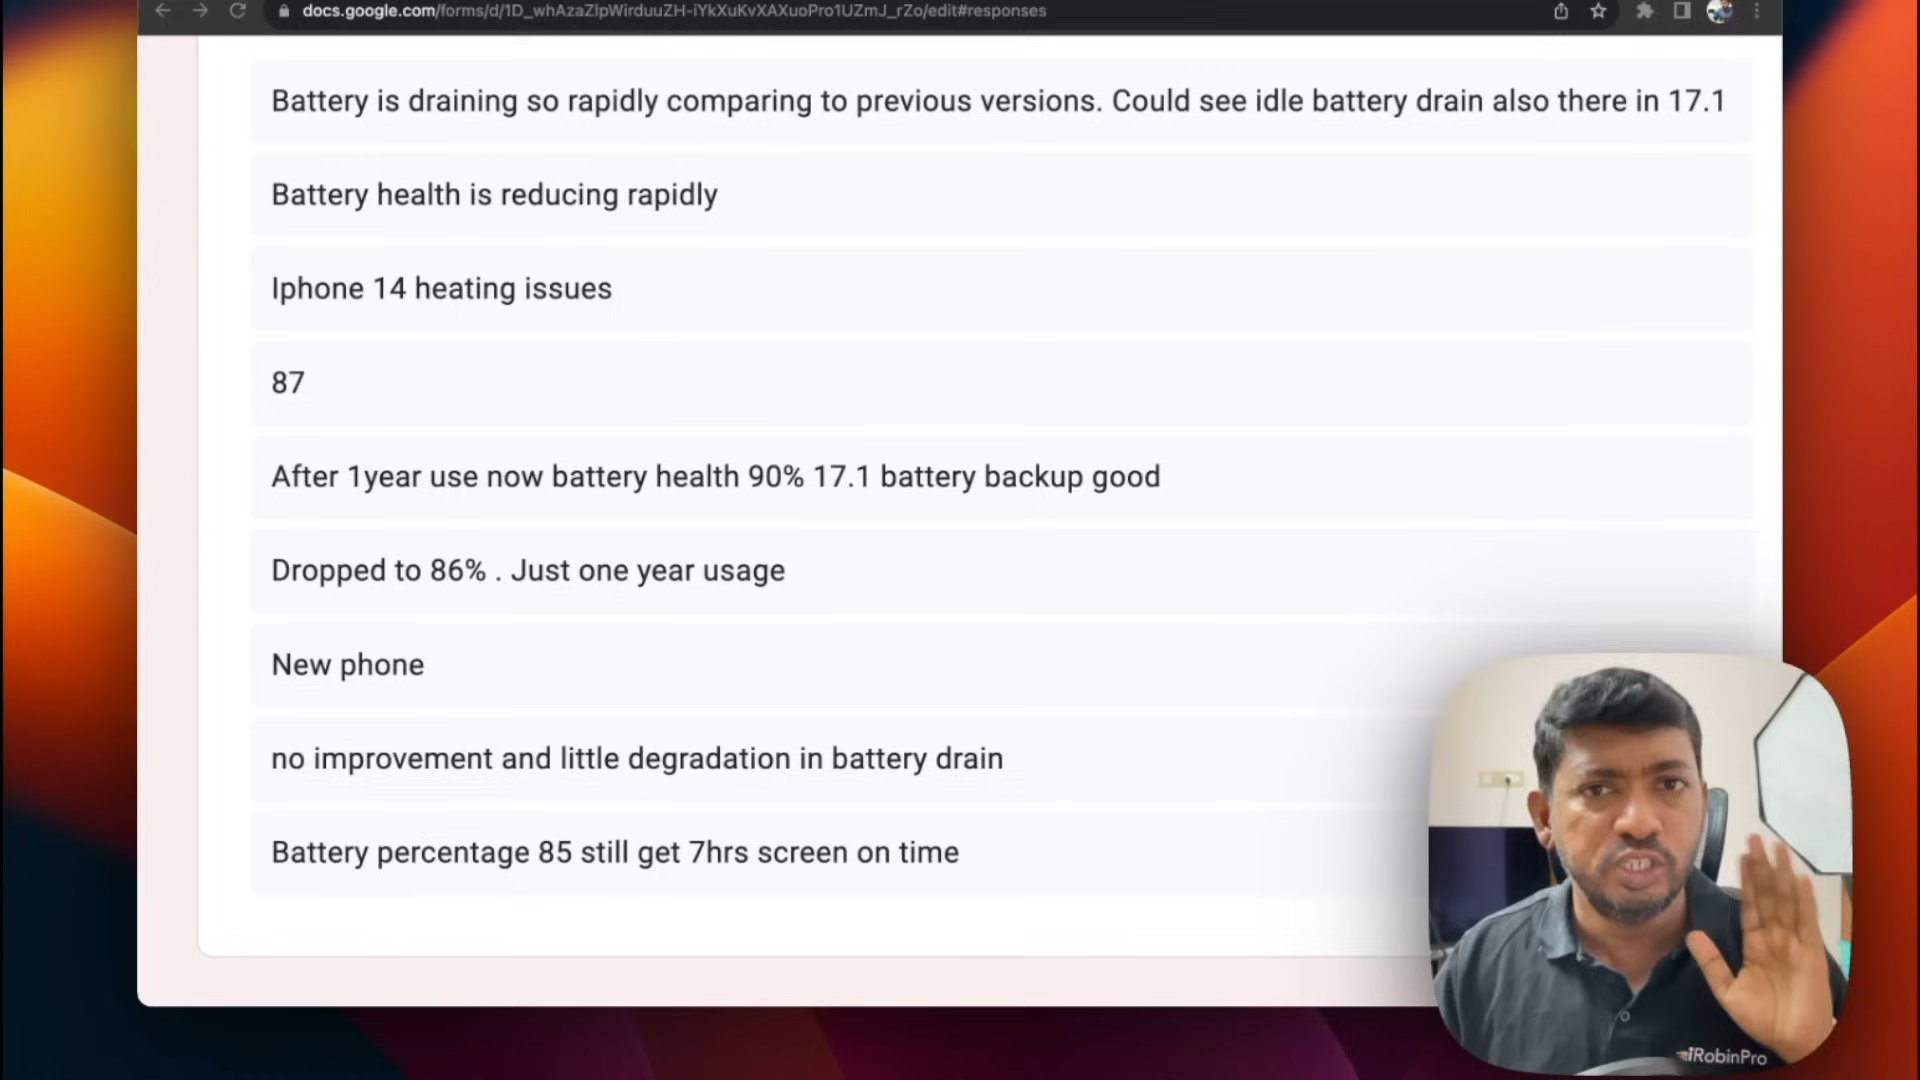 docs.google.com/forms/d/1D_whAzaZlpWirduuZH-iYkXuKvXAXuoPro1UZmJ_rZo/edit#responses
Battery is draining so rapidly comparing to previous versions. Could see idle battery drain also there in 17.1
Battery health is reducing rapidly
Iphone 14 heating issues
87
After 1year use now battery health 90% 17.1 battery backup good
Dropped to 86% . Just one year usage
New phone
no improvement and little degradation in battery drain
Battery percentage 85 still get 7hrs screen on time
iRobinPro